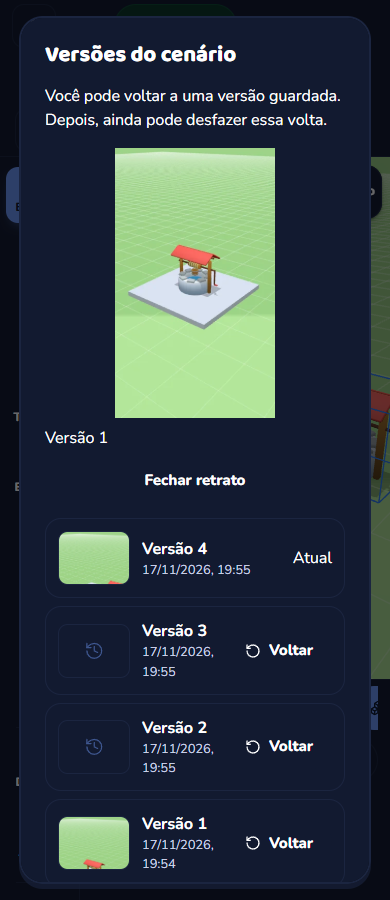 Versões do cenário
Você pode voltar a uma versão guardada.
Depois, ainda pode desfazer essa volta.
Versão 1
Fechar retrato
Versão 4
17/11/2026, 19:55
Atual
Versão 3
17/11/2026,
19:55
Voltar
Versão 2
17/11/2026,
19:55
Voltar
Versão 1
17/11/2026,
19:54
Voltar